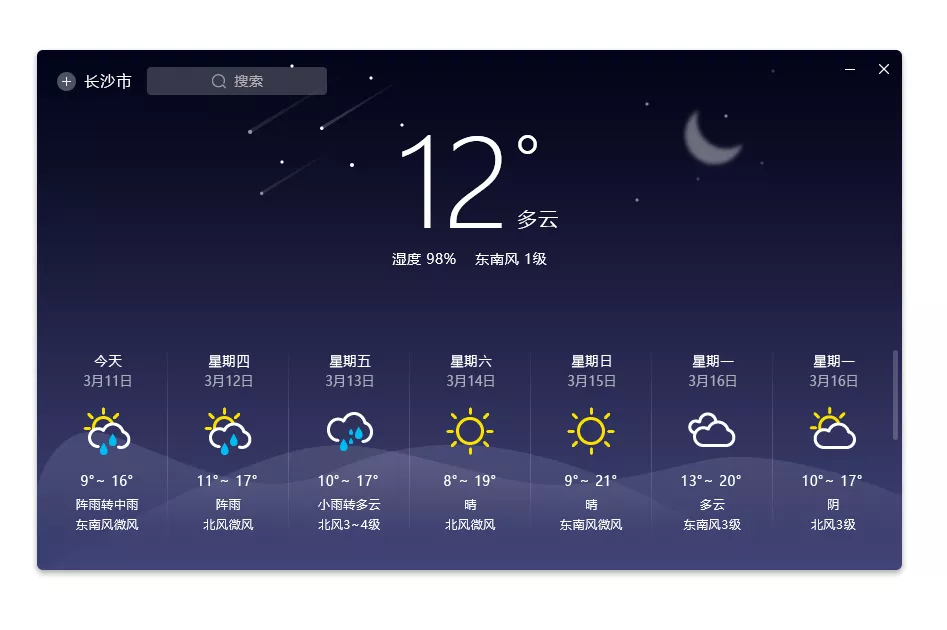 长沙市 搜索
12°
多云
湿度 98% 东南风 1级
今天 星期四 星期五 星期六 星期日 星期一 星期一
3月11日 3月12日 3月13日 3月14日 3月15日 3月16日 3月16日
9°~ 16° 11°~ 17° 10°~ 17° 8°~ 19° 9°~ 21° 13°~ 20° 10°~ 17°
阵雨转中雨 阵雨 小雨转多云 晴 晴 多云 阴
东南风微风 北风微风 北风3~4级 北风微风 东南风微风 东南风3级 北风3级